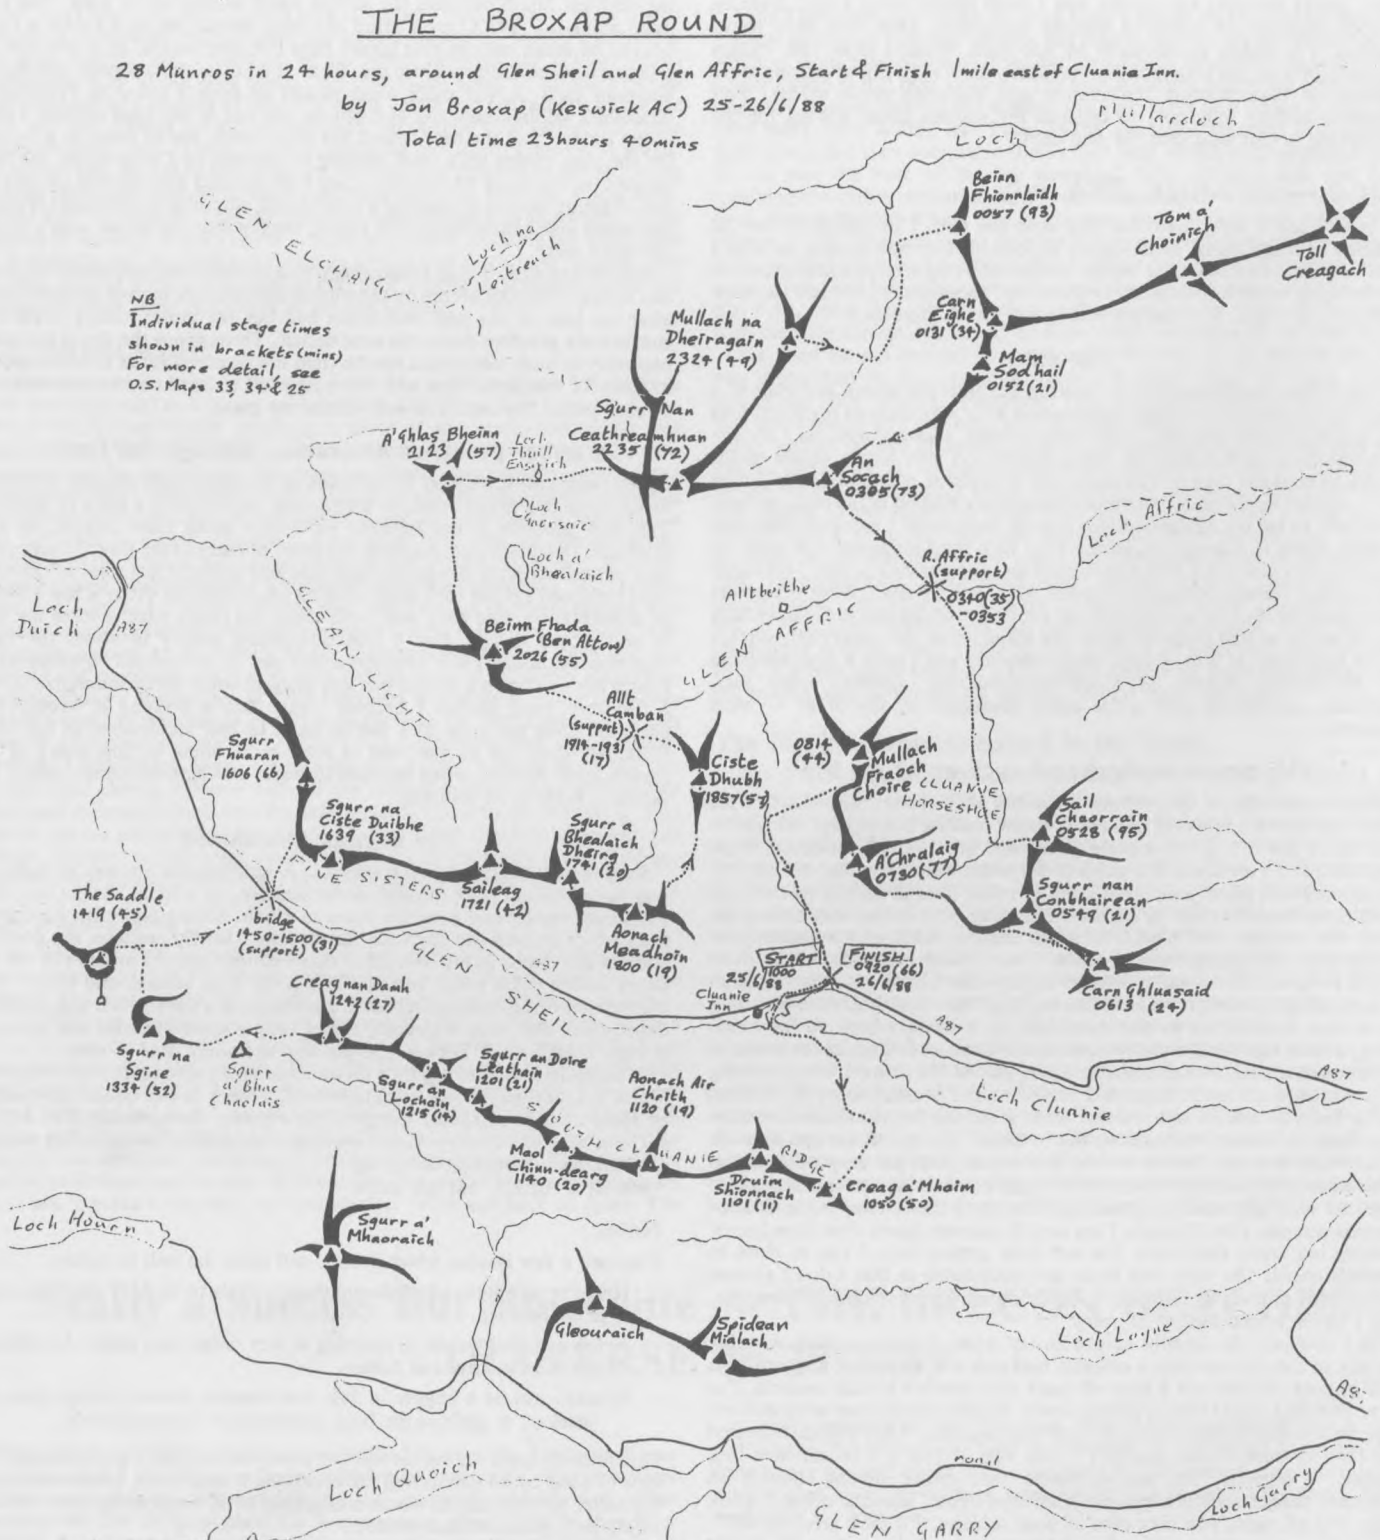 THE BROXAP ROUND
28 Munros in 24 hours, around Glen Sheil and Glen Affric, Start & Finish 1 mile east of Cluanie Inn.
by Jon Broxap (Keswick AC) 25-26/6/88
Total time 23hours 40mins
Loch Mullardoch
GLEN ELCHAIG
Loch na
Leitreach
Beinn
Fhionnlaidh
0057 (93)
Tom a'
Choinich
Toll
Creagach
NB
Individual stage times
shown in brackets (mins)
For more detail, see
O.S. Maps 33, 34 & 25
Mullach na
Dheiragain
2324 (49)
Carn
Eighe
0131 (34)
Mam
Sodhail
0152 (21)
Sgurr Nan
Ceathreamhnan
2235 (72)
A'Ghlas Bheinn
2123 (57)
Loch
An
Socach
0305 (73)
Loch
Loch a'
Bhealaich
Loch Affric
R. Affric
(support)
0340 (35)
-0353
Alltbeithe
GLEN AFFRIC
Loch
Duich
A87
GLEANN LICHT
Beinn Fhada
(Ben Attow)
2026 (55)
Allt
Camban
(support)
1914-1931
(17)
Sgurr
Fhuaran
1606 (66)
Ciste
Dhubh
1857 (57)
0814
(44)
Mullach
Fraoch
Choire
CLUANIE
HORSESHOE
Sgurr na
Ciste Duibhe
1639 (33)
Sgurr a
Bhealaich
Dheirg
1741 (20)
Sail
Chaorrain
0528 (95)
A'Chralaig
0730 (77)
FIVE SISTERS
Saileag
1721 (42)
Sgurr nan
Conbhairean
0549 (21)
The Saddle
1419 (45)
bridge
1450-1500 (31)
(support)
Aonach
Meadhoin
1800 (19)
GLEN SHEIL
A87
START
1000
25/6/88
FINISH
0920 (66)
26/6/88
Cluanie
Inn
Carn Ghluasaid
0613 (24)
Creag nan Damh
1242 (27)
A87
A87
Sgurr na
Sgine
1334 (52)
Sgurr
a' Bhac
Chaolais
Sgurr an Doire
Leathain
1201 (21)
Sgurr an
Lochain
1215 (14)
Aonach Air
Chrith
1120 (19)
Loch Cluanie
SOUTH CLUANIE RIDGE
Maol
Chinn-dearg
1140 (20)
Druim
Shionnach
1101 (11)
Creag a'Mhaim
1050 (50)
Loch Hourn
Sgurr a'
Mhaoraich
Gleouraich
Spidean
Mialach
Loch Loyne
Loch Quoich
road
Loch Garry
GLEN GARRY